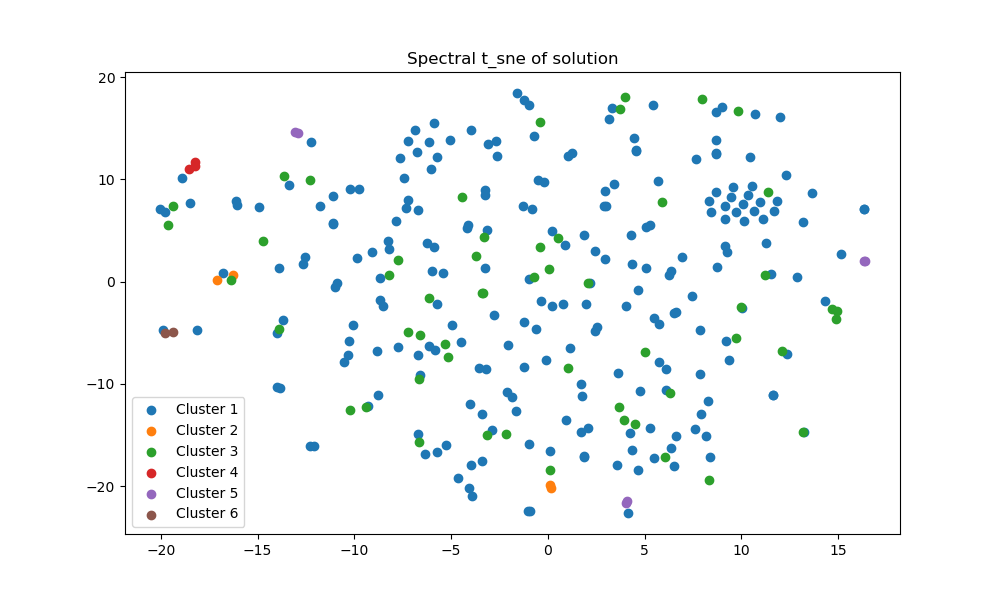 Spectral t_sne of solution
20
10
0
−10
−20
Cluster 1
Cluster 2
Cluster 3
Cluster 4
Cluster 5
Cluster 6
−20 −15 −10 −5 0 5 10 15